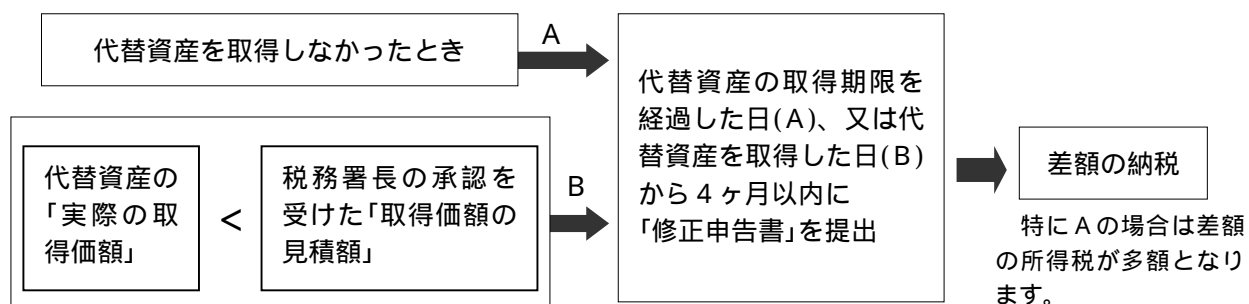 代替資産を取得しなかったとき
A
代替資産の
「実際の取
得価額」
<
税務署長の承認を
受けた「取得価額の
見積額」
B
代替資産の取得期限を
経過した日(A)、又は代
替資産を取得した日(B)
から4ヶ月以内に
「修正申告書」を提出
差額の納税
特にAの場合は差額
の所得税が多額となり
ます。